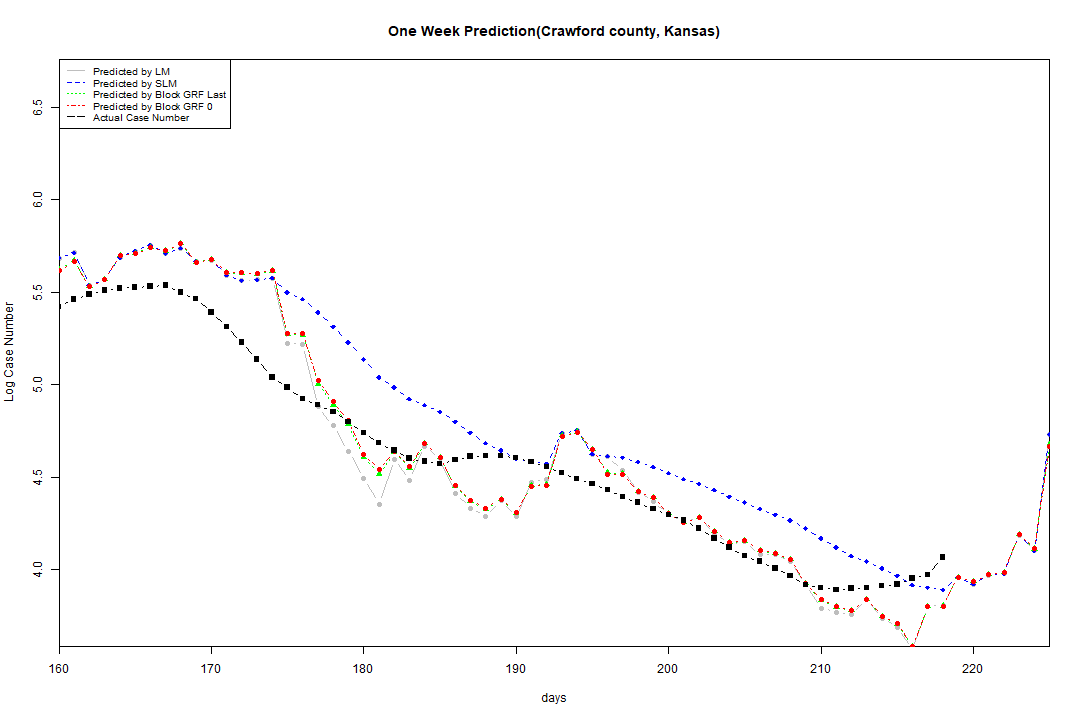 One Week Prediction(Crawford county, Kansas)
Predicted by LM
Predicted by SLM
Predicted by Block GRF Last
Predicted by Block GRF 0
Actual Case Number
6.5
6.0
5.5
5.0
4.5
4.0
Log Case Number
160 170 180 190 200 210 220
days